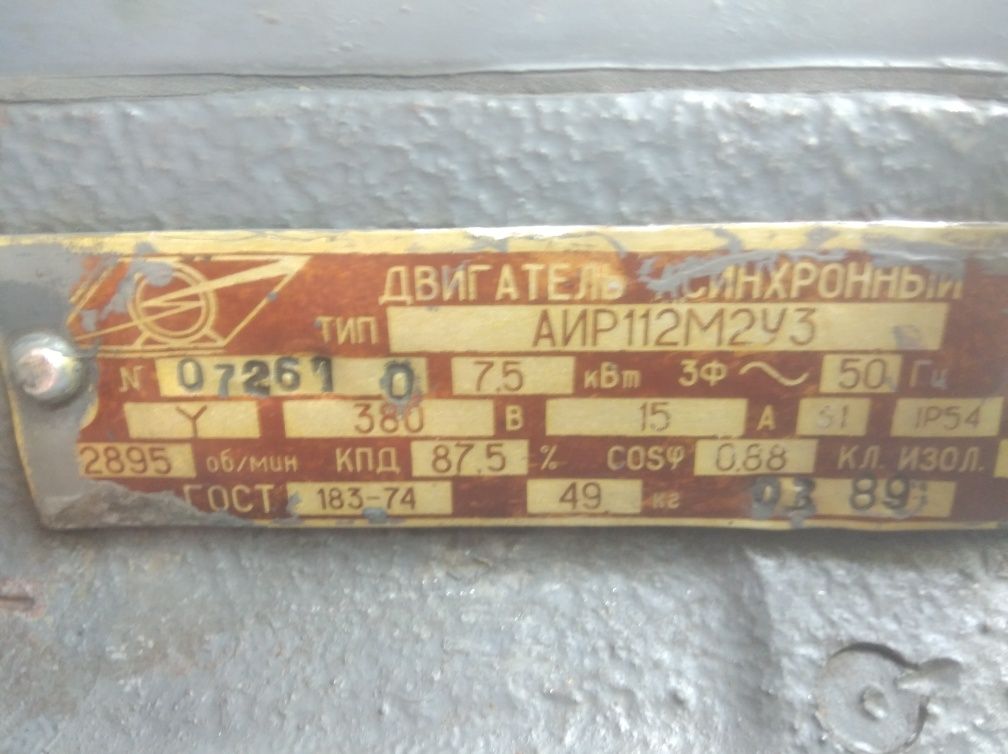 ДВИГАТЕЛЬ АСИНХРОННЫЙ
ТИП АИР112М2У3
N 07261 0 7,5 кВт 3Ф ~ 50 Гц
Y 380 В 15 А S1 IP54
2895 об/мин КПД 87,5 % COSφ 0,88 КЛ. ИЗОЛ.
ГОСТ 183-74 49 кг 03 89